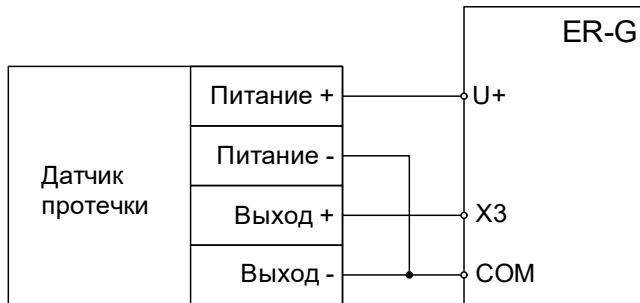 ER-G
Питание +
U+
Питание -
Датчик
протечки
Выход +
X3
Выход -
COM